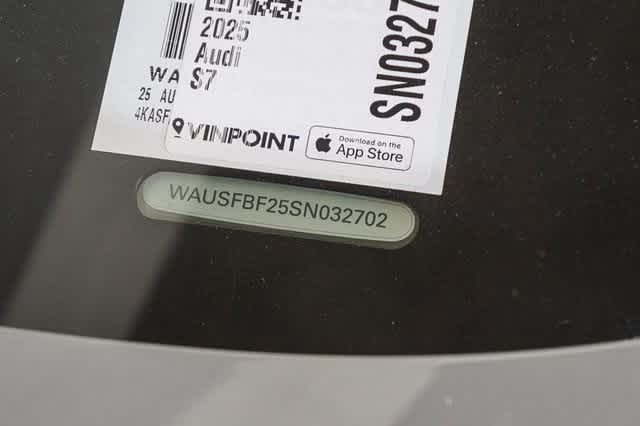 2025
Audi
S7
WA
25 AU
4KASF
SN0327
VINPOINT
Download on the
App Store
WAUSFBF25SN032702